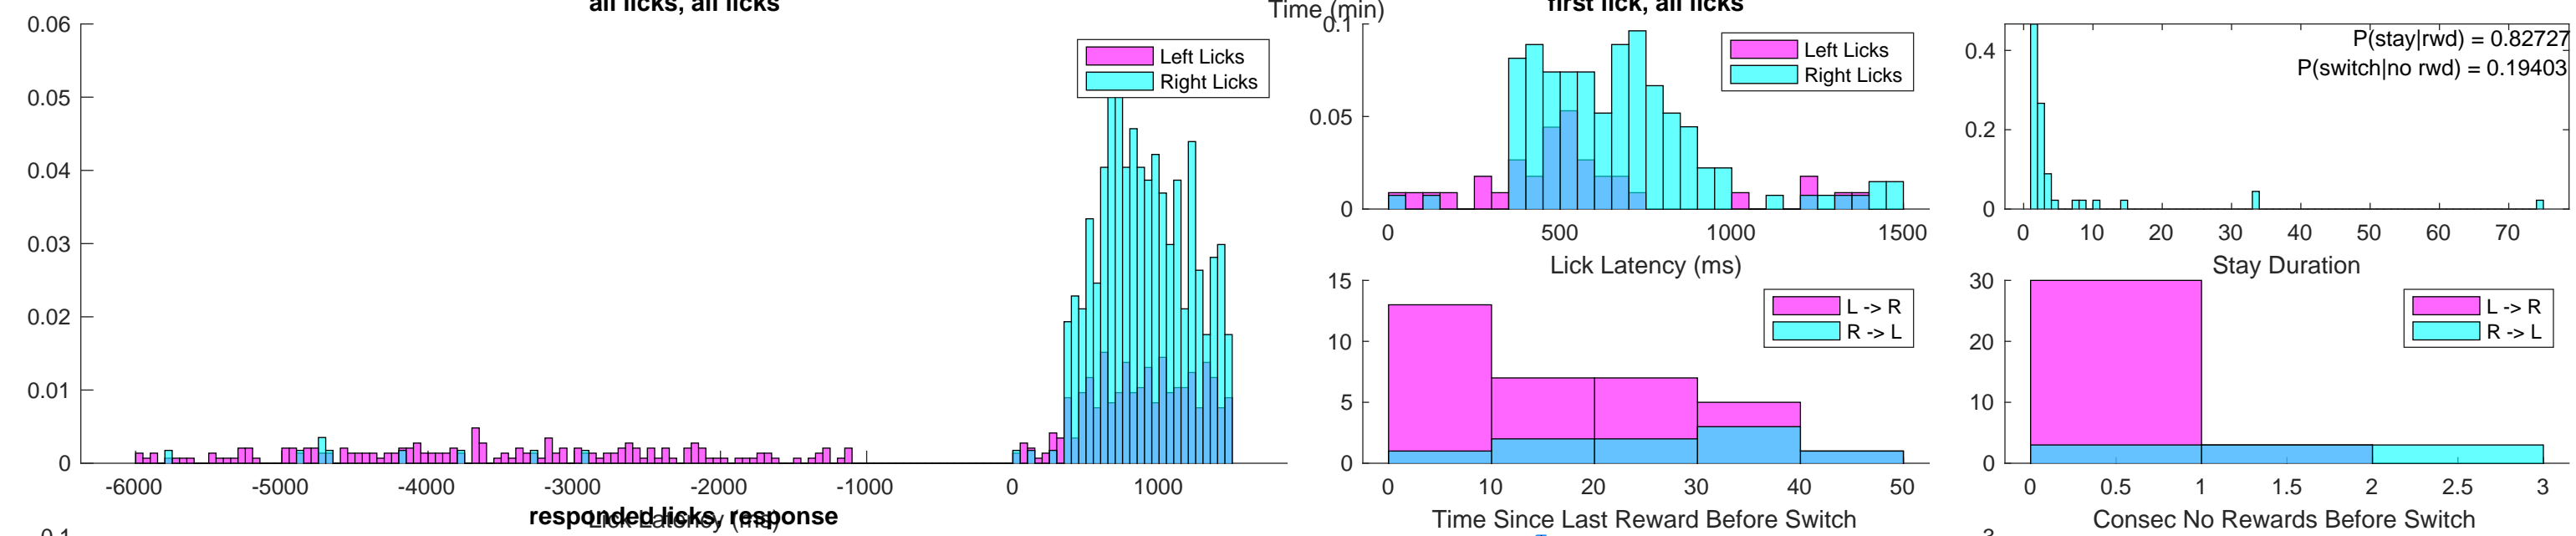 all licks, all licks
0.06
0.05
0.04
0.03
0.02
0.01
0
-6000 -5000 -4000 -3000 -2000 -1000 0 1000
Left Licks
Right Licks
Lick Latency (ms)
responded licks, response
0.1
Time (min)
first lick, all licks
0.1
0.05
0
0 500 1000 1500
Left Licks
Right Licks
Lick Latency (ms)
0.4
0.2
0
0 10 20 30 40 50 60 70
P(stay|rwd) = 0.82727
P(switch|no rwd) = 0.19403
Stay Duration
15
10
5
0
0 10 20 30 40 50
L -> R
R -> L
Time Since Last Reward Before Switch
30
20
10
0
0 0.5 1 1.5 2 2.5 3
L -> R
R -> L
Consec No Rewards Before Switch